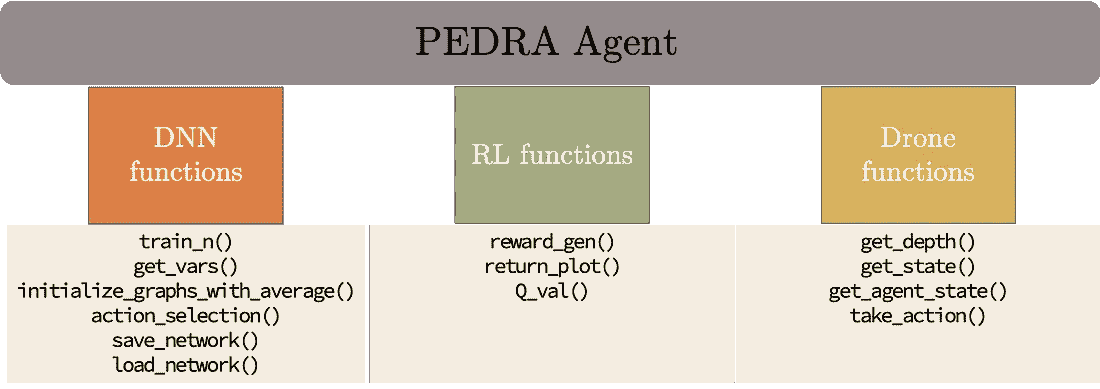 PEDRA Agent
DNN
functions
RL functions
Drone
functions
train_n()
get_vars()
initialize_graphs_with_average()
action_selection()
save_network()
load_network()
reward_gen()
return_plot()
Q_val()
get_depth()
get_state()
get_agent_state()
take_action()